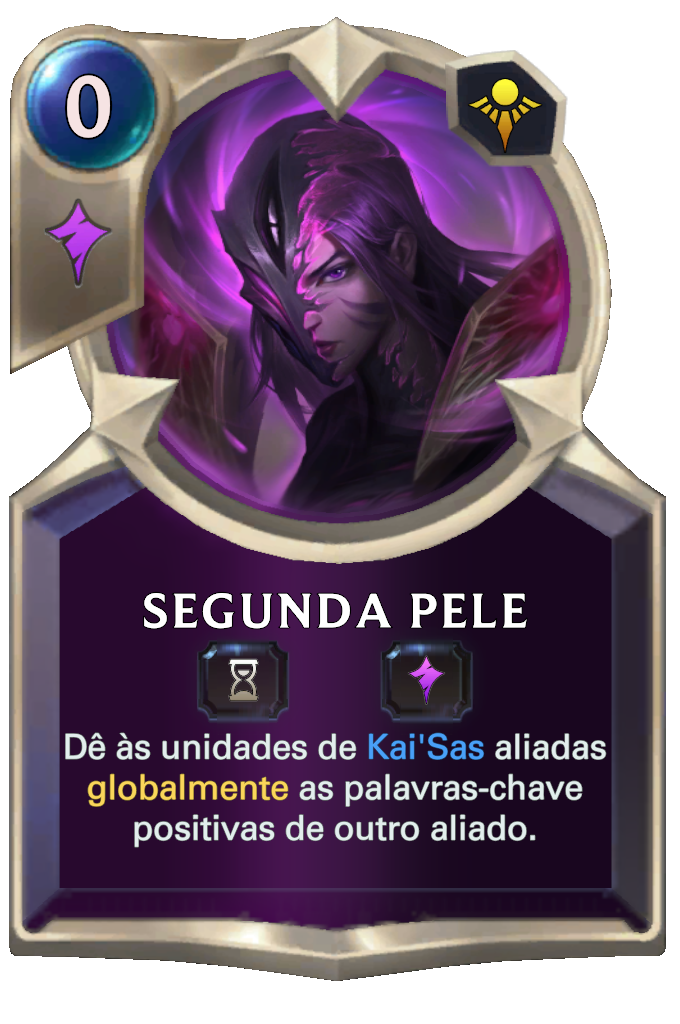 0
SEGUNDA PELE
Dê às unidades de Kai'Sas aliadas
globalmente as palavras-chave
positivas de outro aliado.